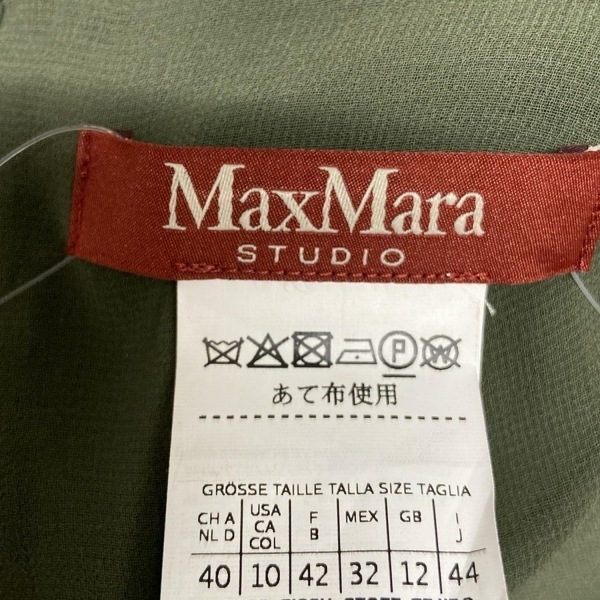 MaxMara
STUDIO
P W
あて布使用
GRÖSSE TAILLE TALLA SIZE TAGLIA
CH A NL D USA CA COL F B MEX GB I J
40 10 42 32 12 44